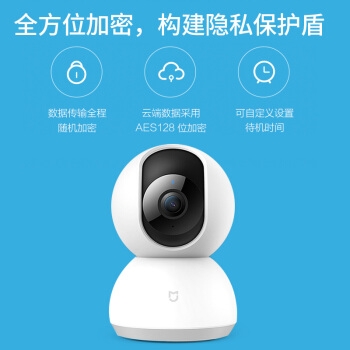 全方位加密，构建隐私保护盾
数据传输全程
随机加密
云端数据采用
AES128 位加密
可自定义设置
待机时间